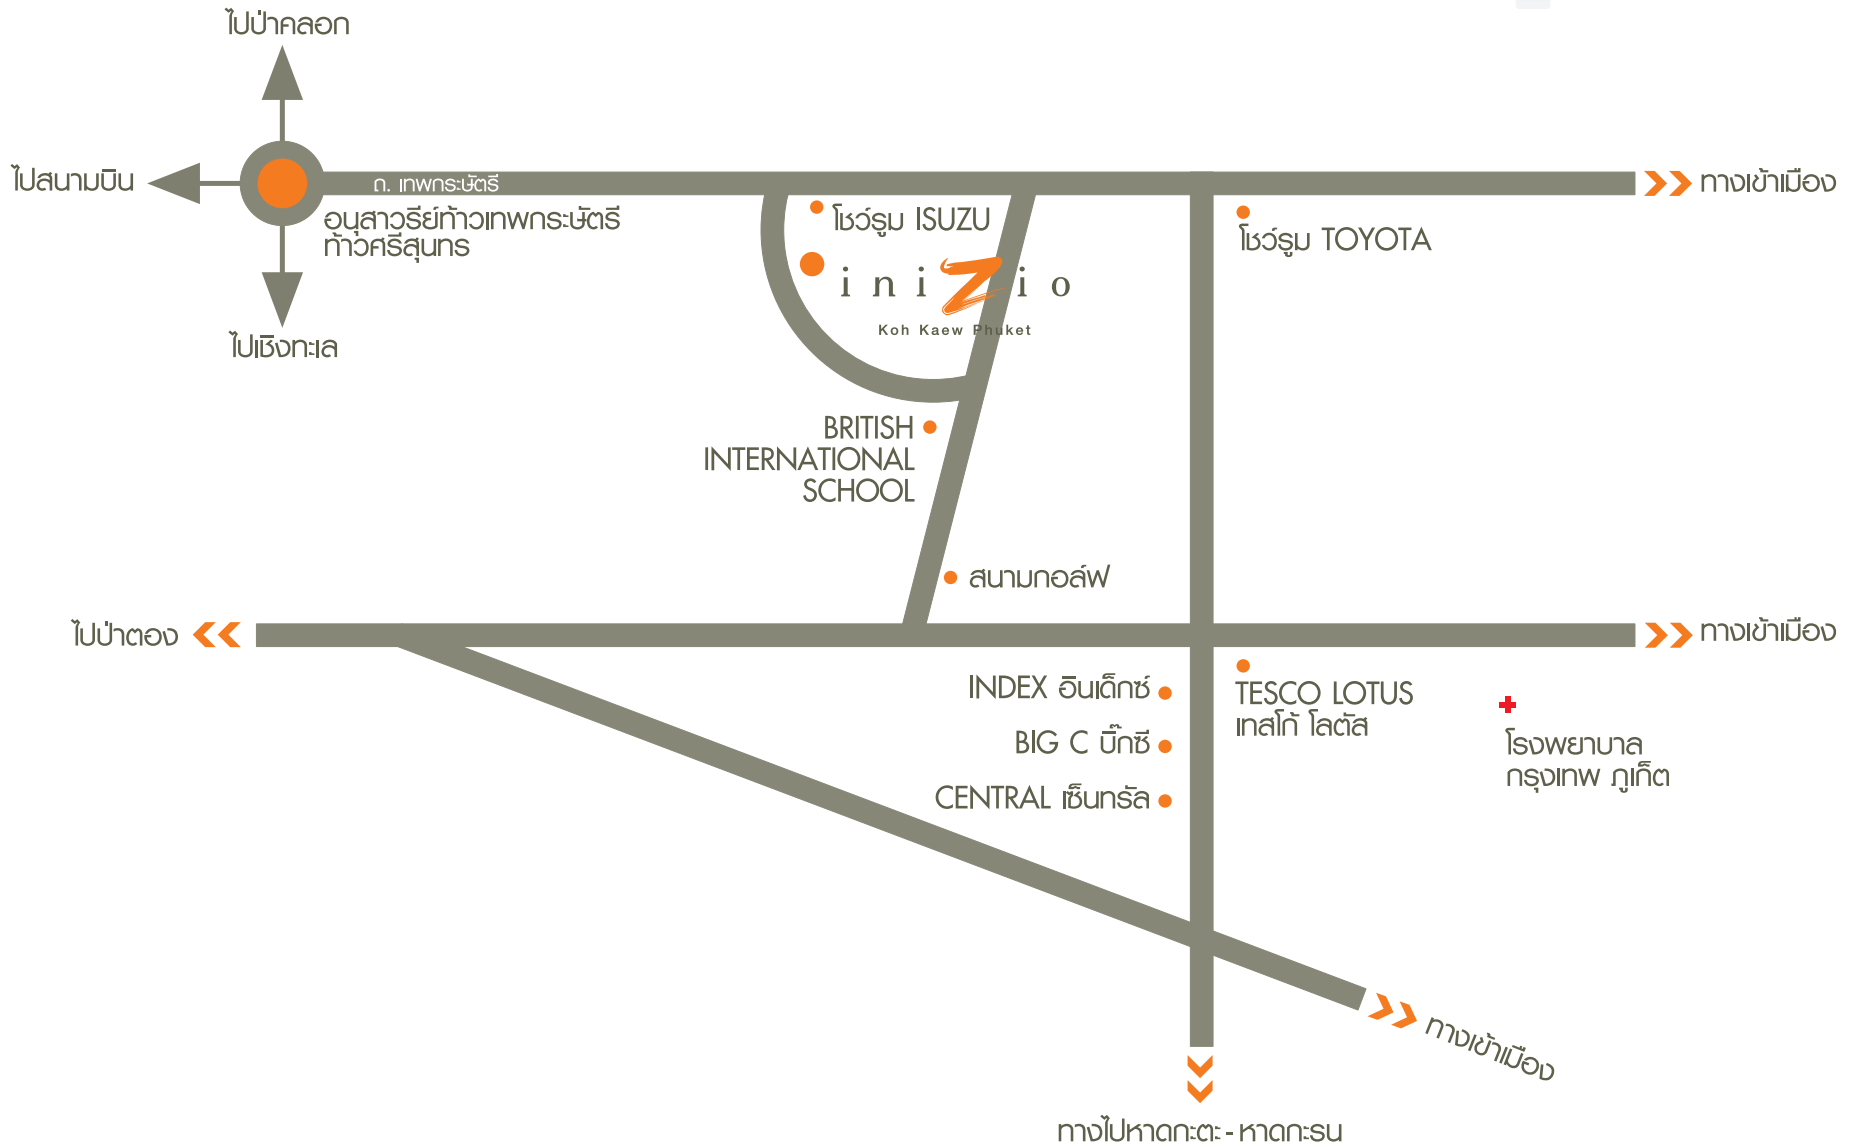 ไปป่าคลอก
ไปสนามบิน
ถ. เทพกระษัตรี
ทางเข้าเมือง
อนุสาวรีย์ท้าวเทพกระษัตรี
ท้าวศรีสุนทร
โชว์รูม ISUZU
โชว์รูม TOYOTA
inizio
Koh Kaew Phuket
ไปเชิงทะเล
BRITISH
INTERNATIONAL
SCHOOL
สนามกอล์ฟ
ไปป่าตอง
ทางเข้าเมือง
INDEX อินเด็กซ์
TESCO LOTUS
เทสโก้ โลตัส
BIG C บิ๊กซี
โรงพยาบาล
กรุงเทพ ภูเก็ต
CENTRAL เซ็นทรัล
ทางเข้าเมือง
ทางไปหาดกะตะ - หาดกะรน